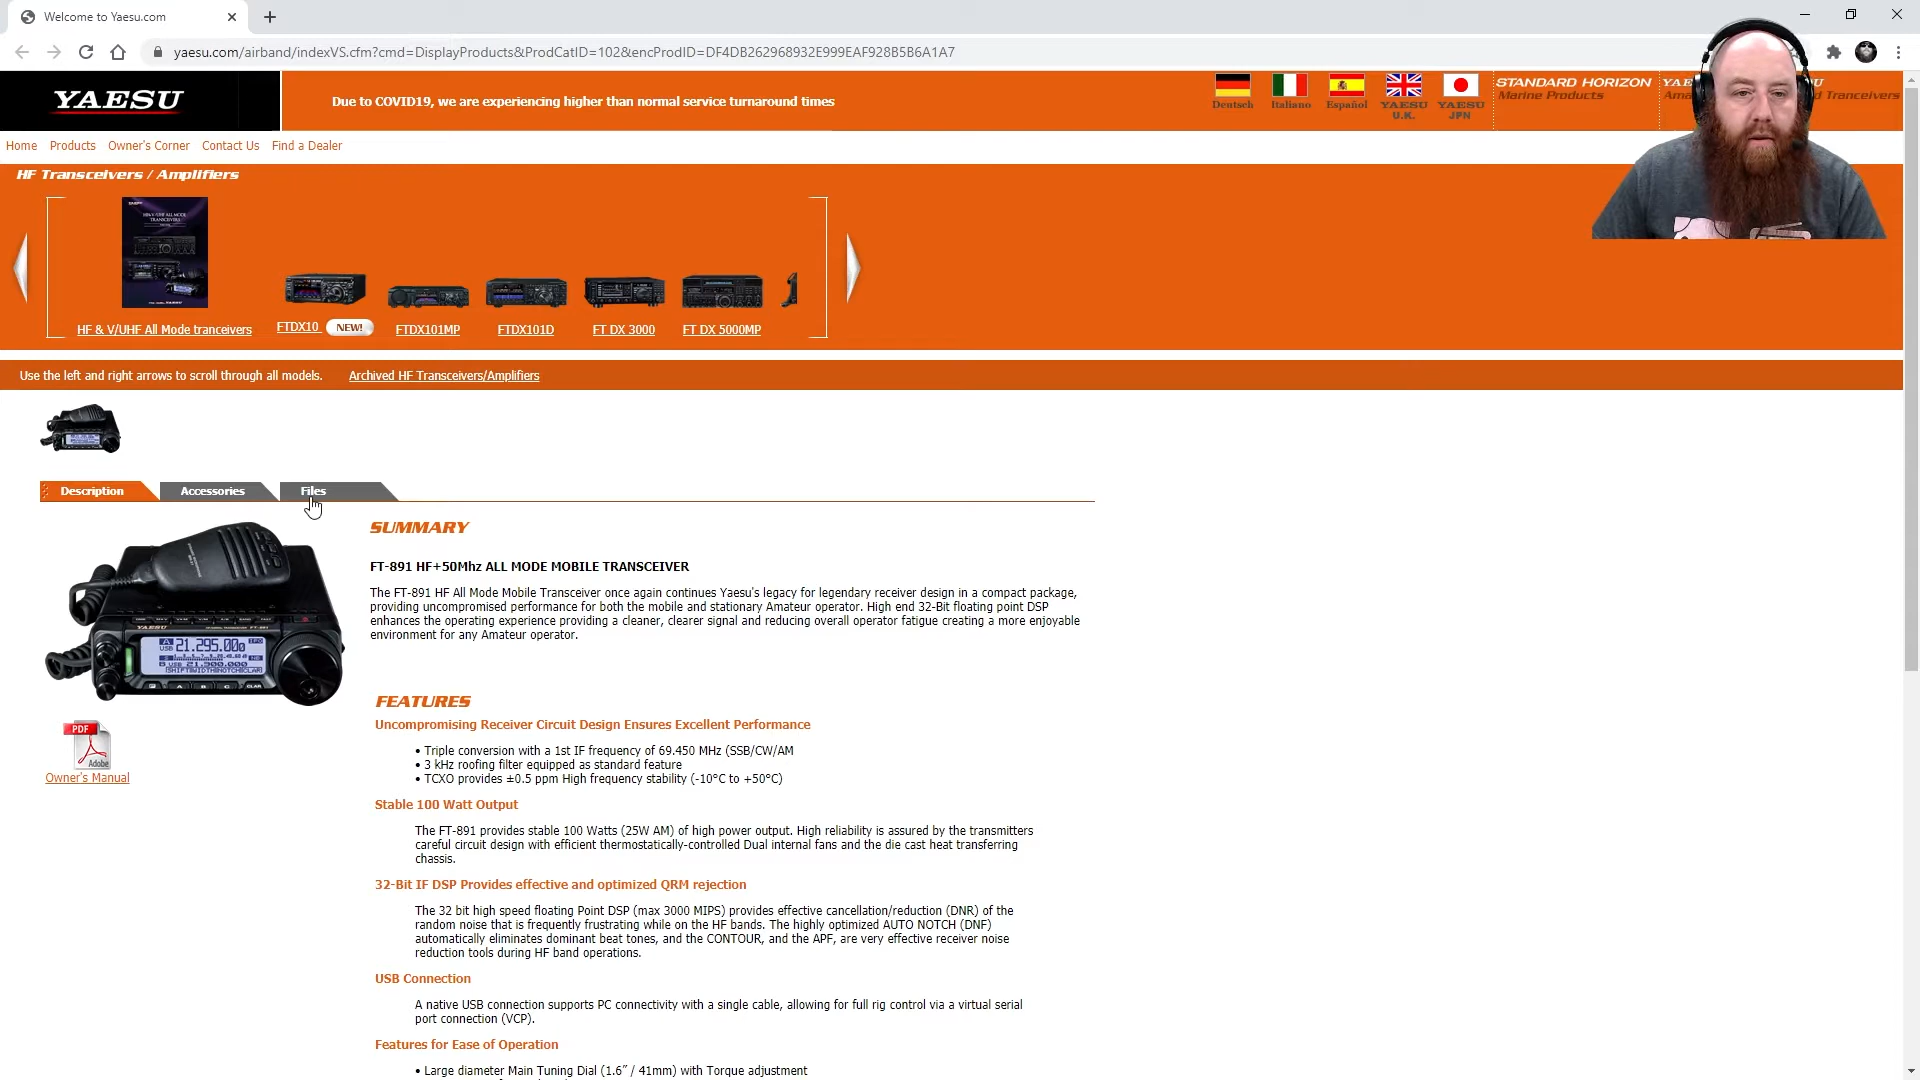 Welcome to Yaesu.com
yaesu.com/airband/indexVS.cfm?cmd=DisplayProducts&ProdCatID=102&encProdID=DF4DB262968932E999EAF928B5B6A1A7
YAESU
Due to COVID19, we are experiencing higher than normal service turnaround times
Deutsch
Italiano
Español
YAESU
U.K.
YAESU
JPN
STANDARD HORIZON
Marine Products
Home
Products
Owner's Corner
Contact Us
Find a Dealer
HF Transceivers / Amplifiers
HF & V/UHF All Mode tranceivers
FTDX10
NEW!
FTDX101MP
FTDX101D
FT DX 3000
FT DX 5000MP
Use the left and right arrows to scroll through all models.
Archived HF Transceivers/Amplifiers
Description
Accessories
Files
SUMMARY
FT-891 HF+50Mhz ALL MODE MOBILE TRANSCEIVER
The FT-891 HF All Mode Mobile Transceiver once again continues Yaesu's legacy for legendary receiver design in a compact package,
providing uncompromised performance for both the mobile and stationary Amateur operator. High end 32-Bit floating point DSP
enhances the operating experience providing a cleaner, clearer signal and reducing overall operator fatigue creating a more enjoyable
environment for any Amateur operator.
YAESU
FT-891
21.295.00
21.300.000
PDF
Adobe
Owner's Manual
FEATURES
Uncompromising Receiver Circuit Design Ensures Excellent Performance
• Triple conversion with a 1st IF frequency of 69.450 MHz (SSB/CW/AM
• 3 kHz roofing filter equipped as standard feature
• TCXO provides ±0.5 ppm High frequency stability (-10°C to +50°C)
Stable 100 Watt Output
The FT-891 provides stable 100 Watts (25W AM) of high power output. High reliability is assured by the transmitters
careful circuit design with efficient thermostatically-controlled Dual internal fans and the die cast heat transferring
chassis.
32-Bit IF DSP Provides effective and optimized QRM rejection
The 32 bit high speed floating Point DSP (max 3000 MIPS) provides effective cancellation/reduction (DNR) of the
random noise that is frequently frustrating while on the HF bands. The highly optimized AUTO NOTCH (DNF)
automatically eliminates dominant beat tones, and the CONTOUR, and the APF, are very effective receiver noise
reduction tools during HF band operations.
USB Connection
A native USB connection supports PC connectivity with a single cable, allowing for full rig control via a virtual serial
port connection (VCP).
Features for Ease of Operation
• Large diameter Main Tuning Dial (1.6″ / 41mm) with Torque adjustment